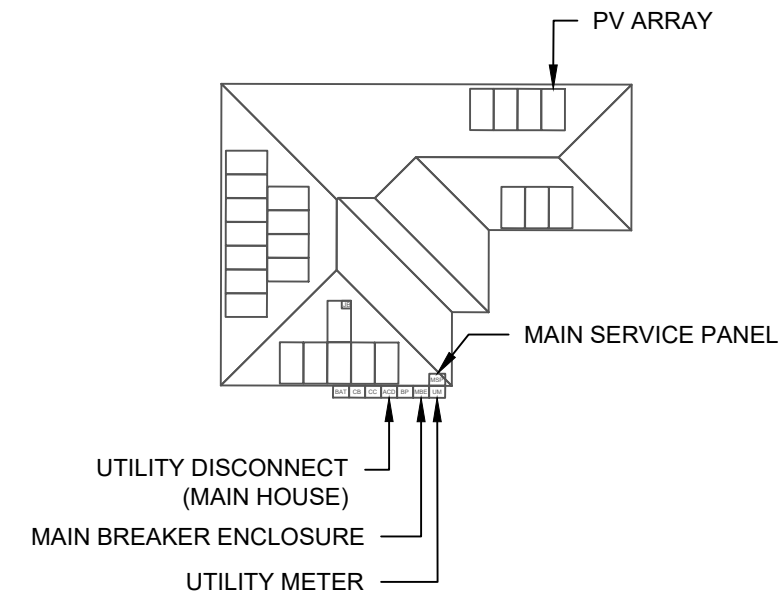 PV ARRAY
JB
MAIN SERVICE PANEL
MSP
BAT CB CC ACD BP MBE UM
UTILITY DISCONNECT
(MAIN HOUSE)
MAIN BREAKER ENCLOSURE
UTILITY METER